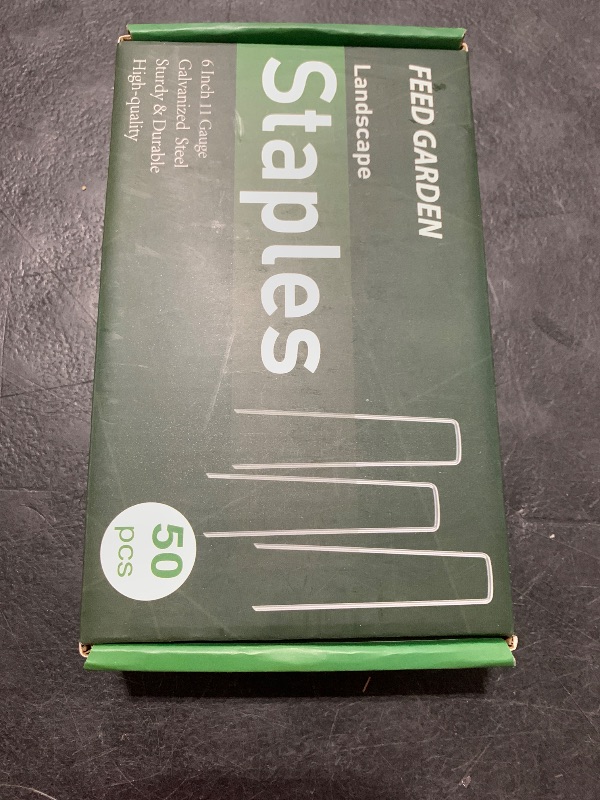 FEED GARDEN
Landscape
Staples
6 Inch 11 Gauge
Galvanized Steel
Sturdy & Durable
High-quality
50
pcs